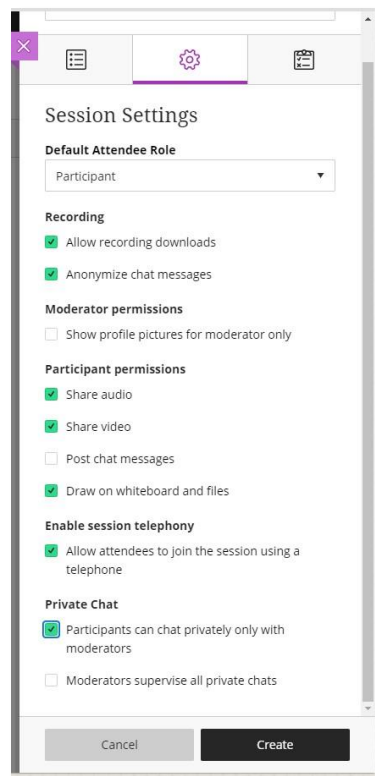 Session Settings
Default Attendee Role
Participant
Recording
Allow recording downloads
Anonymize chat messages
Moderator permissions
Show profile pictures for moderator only
Participant permissions
Share audio
Share video
Post chat messages
Draw on whiteboard and files
Enable session telephony
Allow attendees to join the session using a
telephone
Private Chat
Participants can chat privately only with
moderators
Moderators supervise all private chats
Cancel
Create